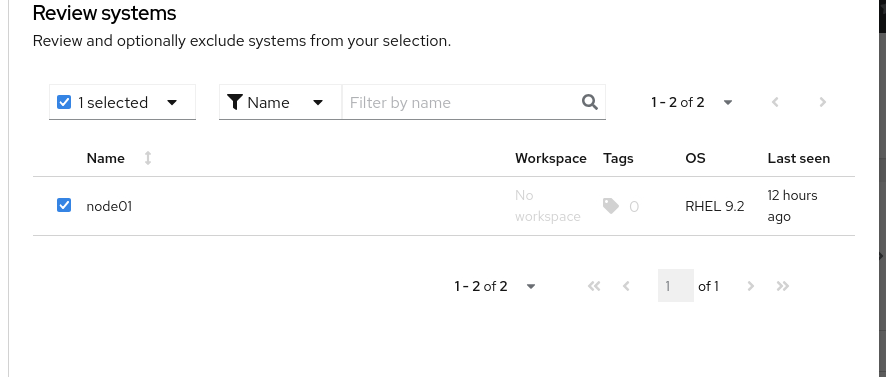 Review systems
Review and optionally exclude systems from your selection.
1 selected Name Filter by name 1 - 2 of 2
Name Workspace Tags OS Last seen
node01 No workspace 0 RHEL 9.2 12 hours ago
1 - 2 of 2 1 of 1